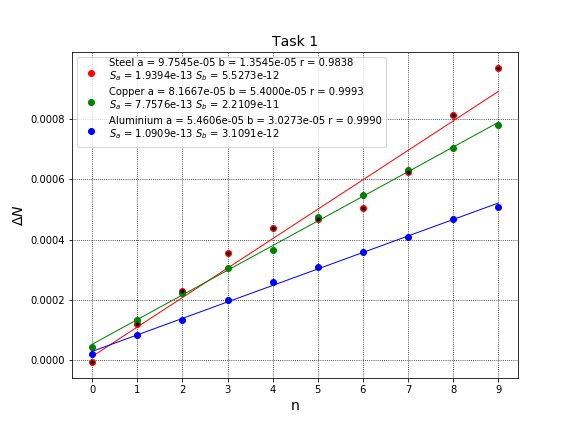 Task 1
Steel a = 9.7545e-05 b = 1.3545e-05 r = 0.9838
Sₐ = 1.9394e-13 S_b = 5.5273e-12
Copper a = 8.1667e-05 b = 5.4000e-05 r = 0.9993
Sₐ = 7.7576e-13 S_b = 2.2109e-11
Aluminium a = 5.4606e-05 b = 3.0273e-05 r = 0.9990
Sₐ = 1.0909e-13 S_b = 3.1091e-12
0.0008
0.0006
0.0004
0.0002
0.0000
ΔN
0 1 2 3 4 5 6 7 8 9
n